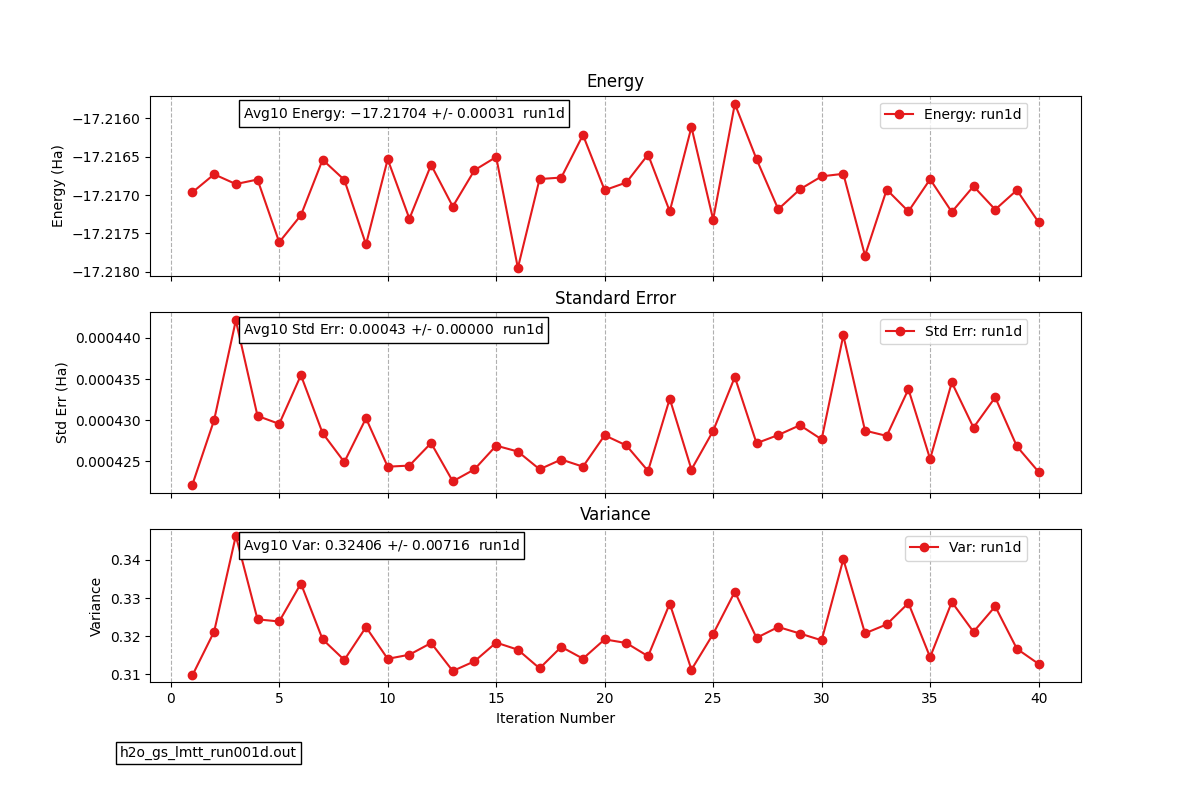 Energy
Avg10 Energy: −17.21704 +/- 0.00031  run1d
Energy: run1d
Energy (Ha)
−17.2160
−17.2165
−17.2170
−17.2175
−17.2180
Standard Error
Avg10 Std Err: 0.00043 +/- 0.00000  run1d
Std Err: run1d
Std Err (Ha)
0.000440
0.000435
0.000430
0.000425
Variance
Avg10 Var: 0.32406 +/- 0.00716  run1d
Var: run1d
Variance
0.34
0.33
0.32
0.31
0 5 10 15 20 25 30 35 40
Iteration Number
h2o_gs_lmtt_run001d.out